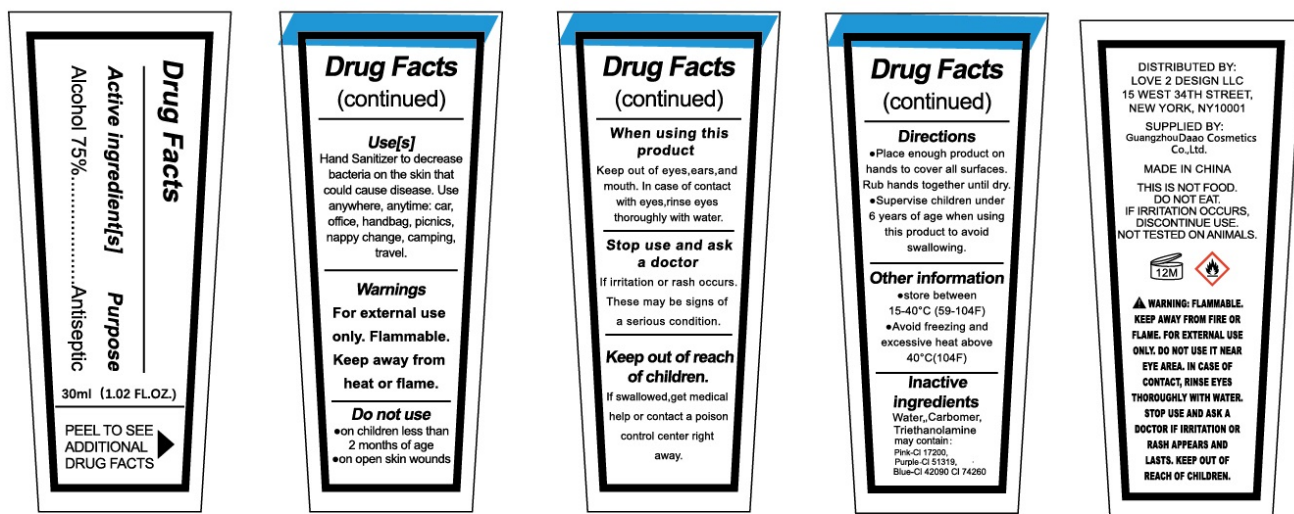 Drug Facts
Active ingredient[s] Purpose
Alcohol 75%......................Antiseptic
30ml (1.02 FL.OZ.)
PEEL TO SEE
ADDITIONAL
DRUG FACTS
Drug Facts
(continued)
Use[s]
Hand Sanitizer to decrease
bacteria on the skin that
could cause disease. Use
anywhere, anytime: car,
office, handbag, picnics,
nappy change, camping,
travel.
Warnings
For external use
only. Flammable.
Keep away from
heat or flame.
Do not use
●on children less than
2 months of age
●on open skin wounds
Drug Facts
(continued)
When using this
product
Keep out of eyes,ears,and
mouth. In case of contact
with eyes,rinse eyes
thoroughly with water.
Stop use and ask
a doctor
If irritation or rash occurs.
These may be signs of
a serious condition.
Keep out of reach
of children.
If swallowed,get medical
help or contact a poison
control center right
away.
Drug Facts
(continued)
Directions
●Place enough product on
hands to cover all surfaces.
Rub hands together until dry.
●Supervise children under
6 years of age when using
this product to avoid
swallowing.
Other information
●store between
15-40°C (59-104F)
●Avoid freezing and
excessive heat above
40°C(104F)
Inactive
ingredients
Water,,Carbomer,
Triethanolamine
may contain:
Pink-CI 17200,
Purple-CI 51319,
Blue-CI 42090 CI 74260
DISTRIBUTED BY:
LOVE 2 DESIGN LLC
15 WEST 34TH STREET,
NEW YORK, NY10001
SUPPLIED BY:
GuangzhouDaao Cosmetics
Co.,Ltd.
MADE IN CHINA
THIS IS NOT FOOD.
DO NOT EAT.
IF IRRITATION OCCURS,
DISCONTINUE USE.
NOT TESTED ON ANIMALS.
12M
WARNING: FLAMMABLE.
KEEP AWAY FROM FIRE OR
FLAME. FOR EXTERNAL USE
ONLY. DO NOT USE IT NEAR
EYE AREA. IN CASE OF
CONTACT, RINSE EYES
THOROUGHLY WITH WATER.
STOP USE AND ASK A
DOCTOR IF IRRITATION OR
RASH APPEARS AND
LASTS. KEEP OUT OF
REACH OF CHILDREN.